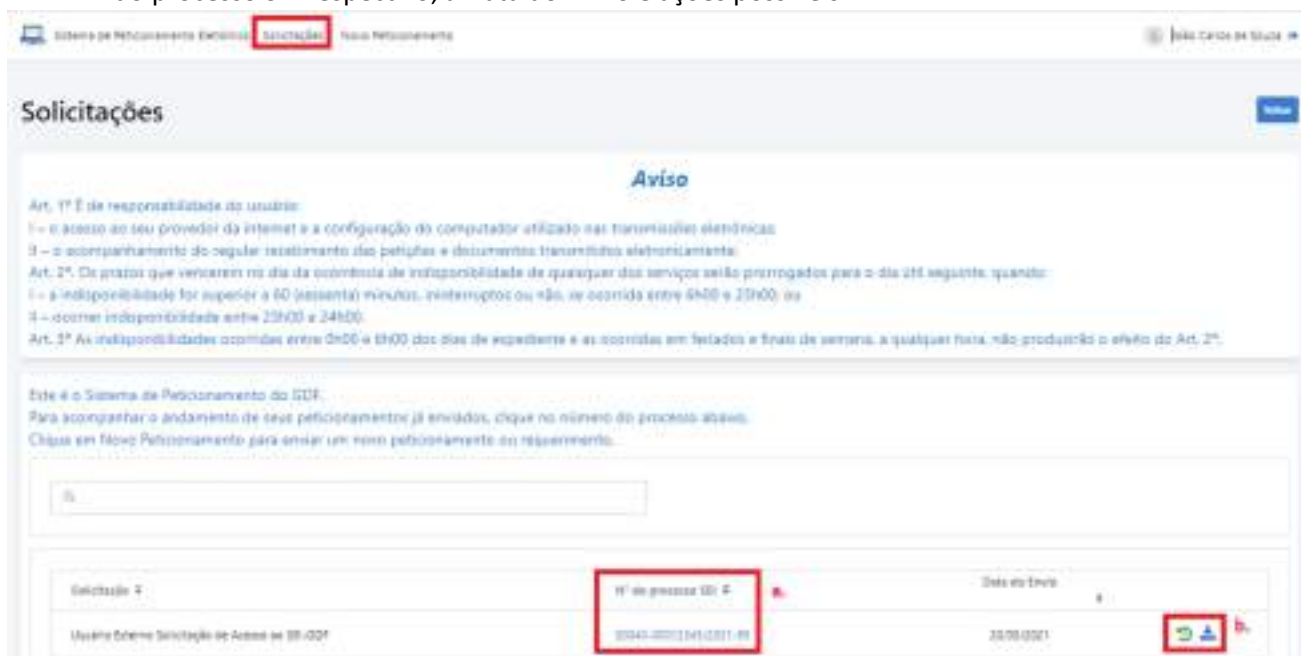 Sistema de Peticionamento Eletrônico Solicitações Novo Peticionamento João Carlos de Souza
Solicitações
Voltar
Aviso
Art. 1º É de responsabilidade do usuário:
I – o acesso ao seu provedor da internet e a configuração do computador utilizado nas transmissões eletrônicas;
II – o acompanhamento do regular recebimento das petições e documentos transmitidos eletronicamente.
Art. 2º. Os prazos que vencerem no dia da ocorrência de indisponibilidade de quaisquer dos serviços serão prorrogados para o dia útil seguinte, quando:
I – a indisponibilidade for superior a 60 (sessenta) minutos, ininterruptos ou não, se ocorrida entre 6h00 e 23h00; ou
II – ocorrer indisponibilidade entre 23h00 e 24h00.
Art. 3º As indisponibilidades ocorridas entre 0h00 e 6h00 dos dias de expediente e as ocorridas em feriados e finais de semana, a qualquer hora, não produzirão o efeito do Art. 2º.
Este é o Sistema de Peticionamento do GDF.
Para acompanhar o andamento de seus peticionamentos já enviados, clique no número do processo abaixo.
Clique em Novo Peticionamento para enviar um novo peticionamento ou requerimento.
Solicitação Nº do processo SEI a. Data do Envio
Usuário Externo Solicitação de Acesso ao SEI-GDF b.